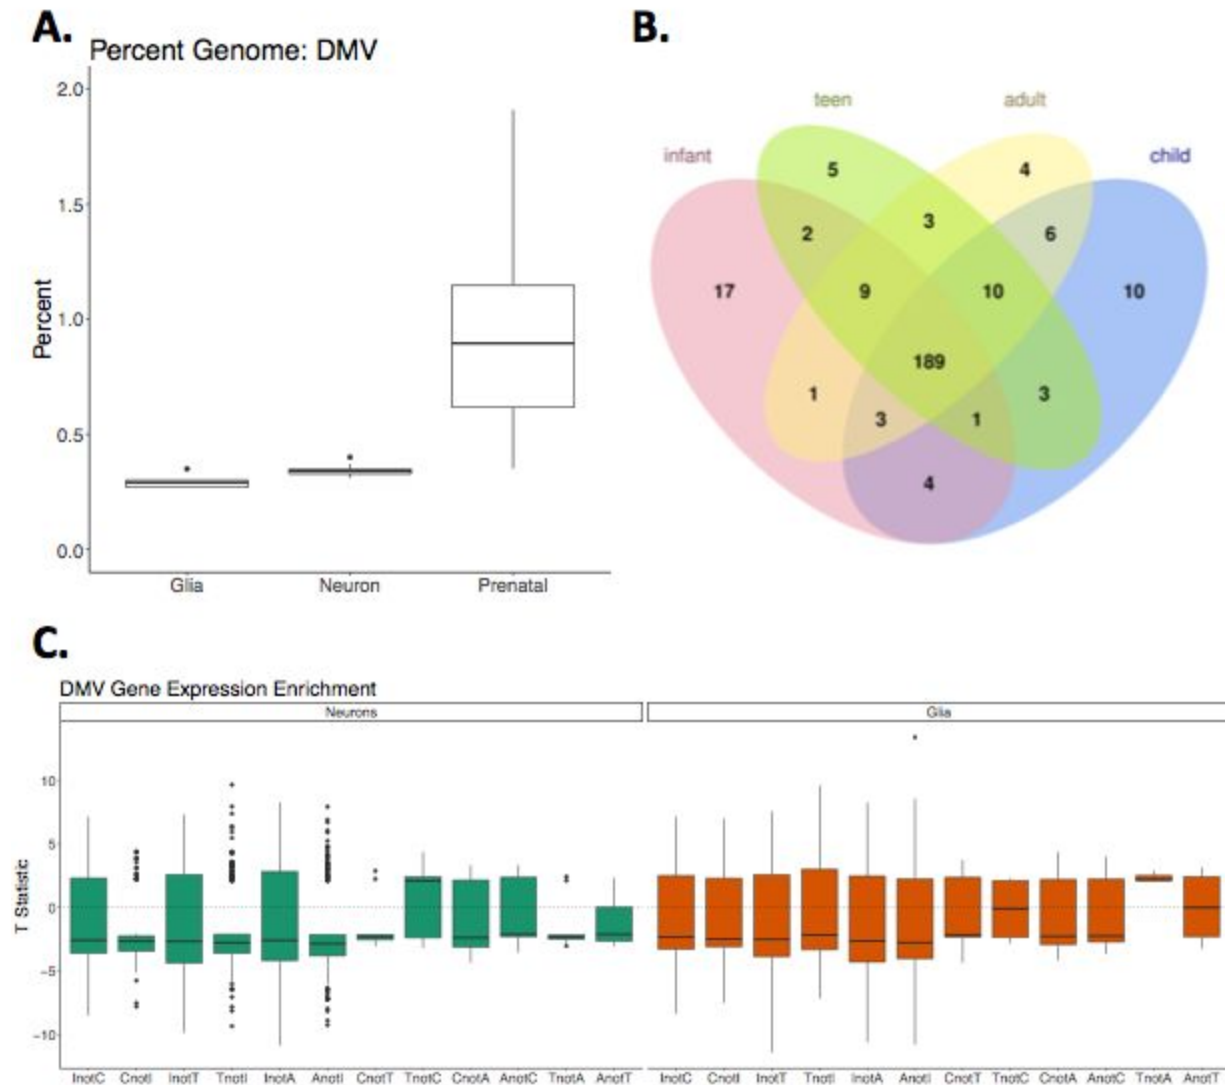 A.
Percent Genome: DMV
2.0
1.5
1.0
0.5
0.0
Percent
Glia Neuron Prenatal
B.
teen adult
infant child
5 4
2 3 6
17 9 10 10
189
1 3
3 1
4
C.
DMV Gene Expression Enrichment
Neurons Glia
10
5
0
-5
-10
T Statistic
InotC CnotI InotT TnotI InotA AnotI CnotT TnotC CnotA AnotC TnotA AnotT InotC CnotI InotT TnotI InotA AnotI CnotT TnotC CnotA AnotC TnotA AnotT